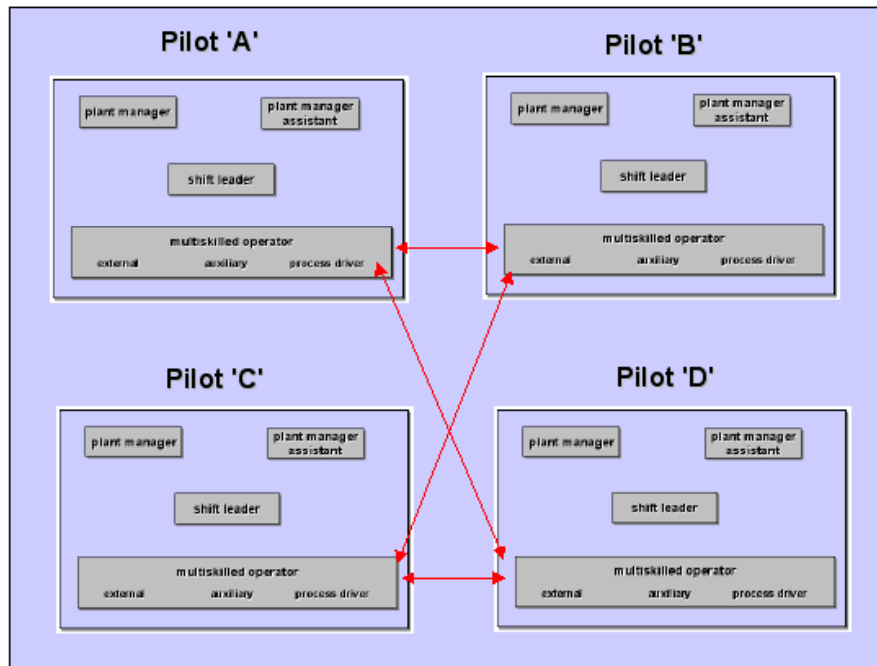 Pilot 'A'
plant manager
plant manager
assistant
shift leader
multiskilled operator
external auxiliary process driver
Pilot 'B'
plant manager
plant manager
assistant
shift leader
multiskilled operator
external auxiliary process driver
Pilot 'C'
plant manager
plant manager
assistant
shift leader
multiskilled operator
external auxiliary process driver
Pilot 'D'
plant manager
plant manager
assistant
shift leader
multiskilled operator
external auxiliary process driver